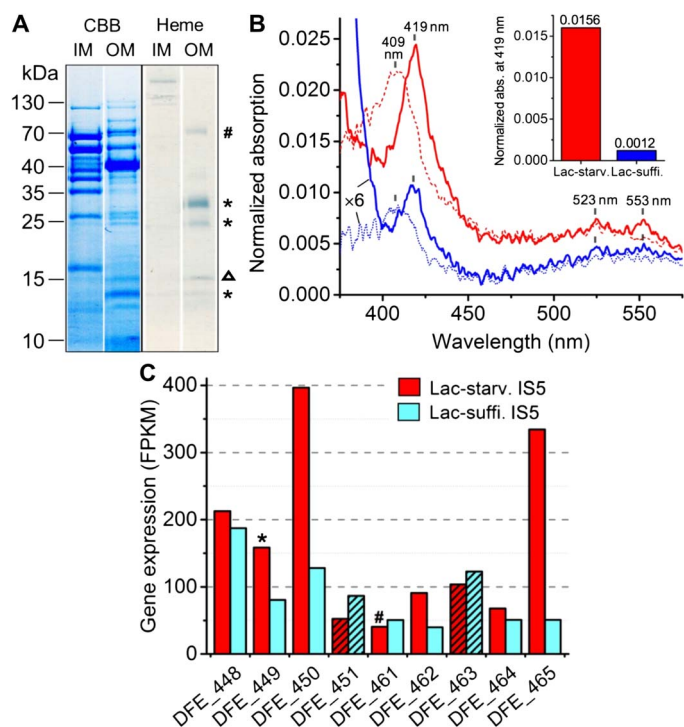 A
CBB Heme
IM OM IM OM
kDa
130
70
40
35
25
15
10
#
*
*
Δ
*
B
Normalized absorption
0.025
0.020
0.015
0.010
0.005
0.000
409
nm
419 nm
×6
523 nm
553 nm
400 450 500 550
Wavelength (nm)
Normalized abs. at 419 nm
0.015
0.010
0.005
0.000
0.0156
0.0012
Lac-starv. Lac-suffi.
C
Gene expression (FPKM)
400
300
200
100
0
Lac-starv. IS5
Lac-suffi. IS5
*
#
DFE_448
DFE_449
DFE_450
DFE_451
DFE_461
DFE_462
DFE_463
DFE_464
DFE_465